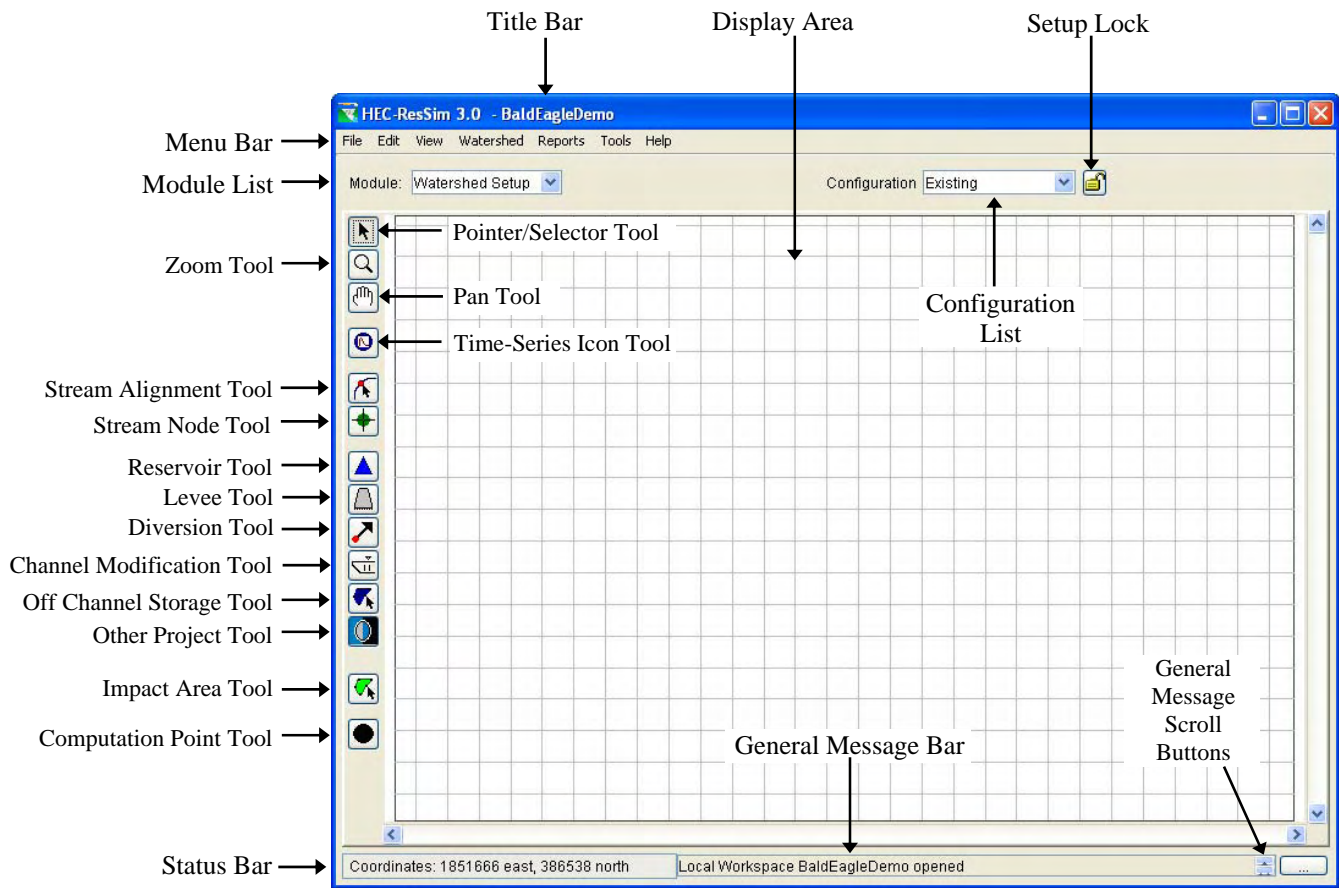 Title Bar
Display Area
Setup Lock
HEC-ResSim 3.0 - BaldEagleDemo
Menu Bar
File Edit View Watershed Reports Tools Help
Module List
Module: Watershed Setup
Configuration Existing
Pointer/Selector Tool
Zoom Tool
Pan Tool
Configuration
List
Time-Series Icon Tool
Stream Alignment Tool
Stream Node Tool
Reservoir Tool
Levee Tool
Diversion Tool
Channel Modification Tool
Off Channel Storage Tool
Other Project Tool
Impact Area Tool
Computation Point Tool
General
Message
Scroll
Buttons
General Message Bar
Status Bar
Coordinates: 1851666 east, 386538 north
Local Workspace BaldEagleDemo opened
...